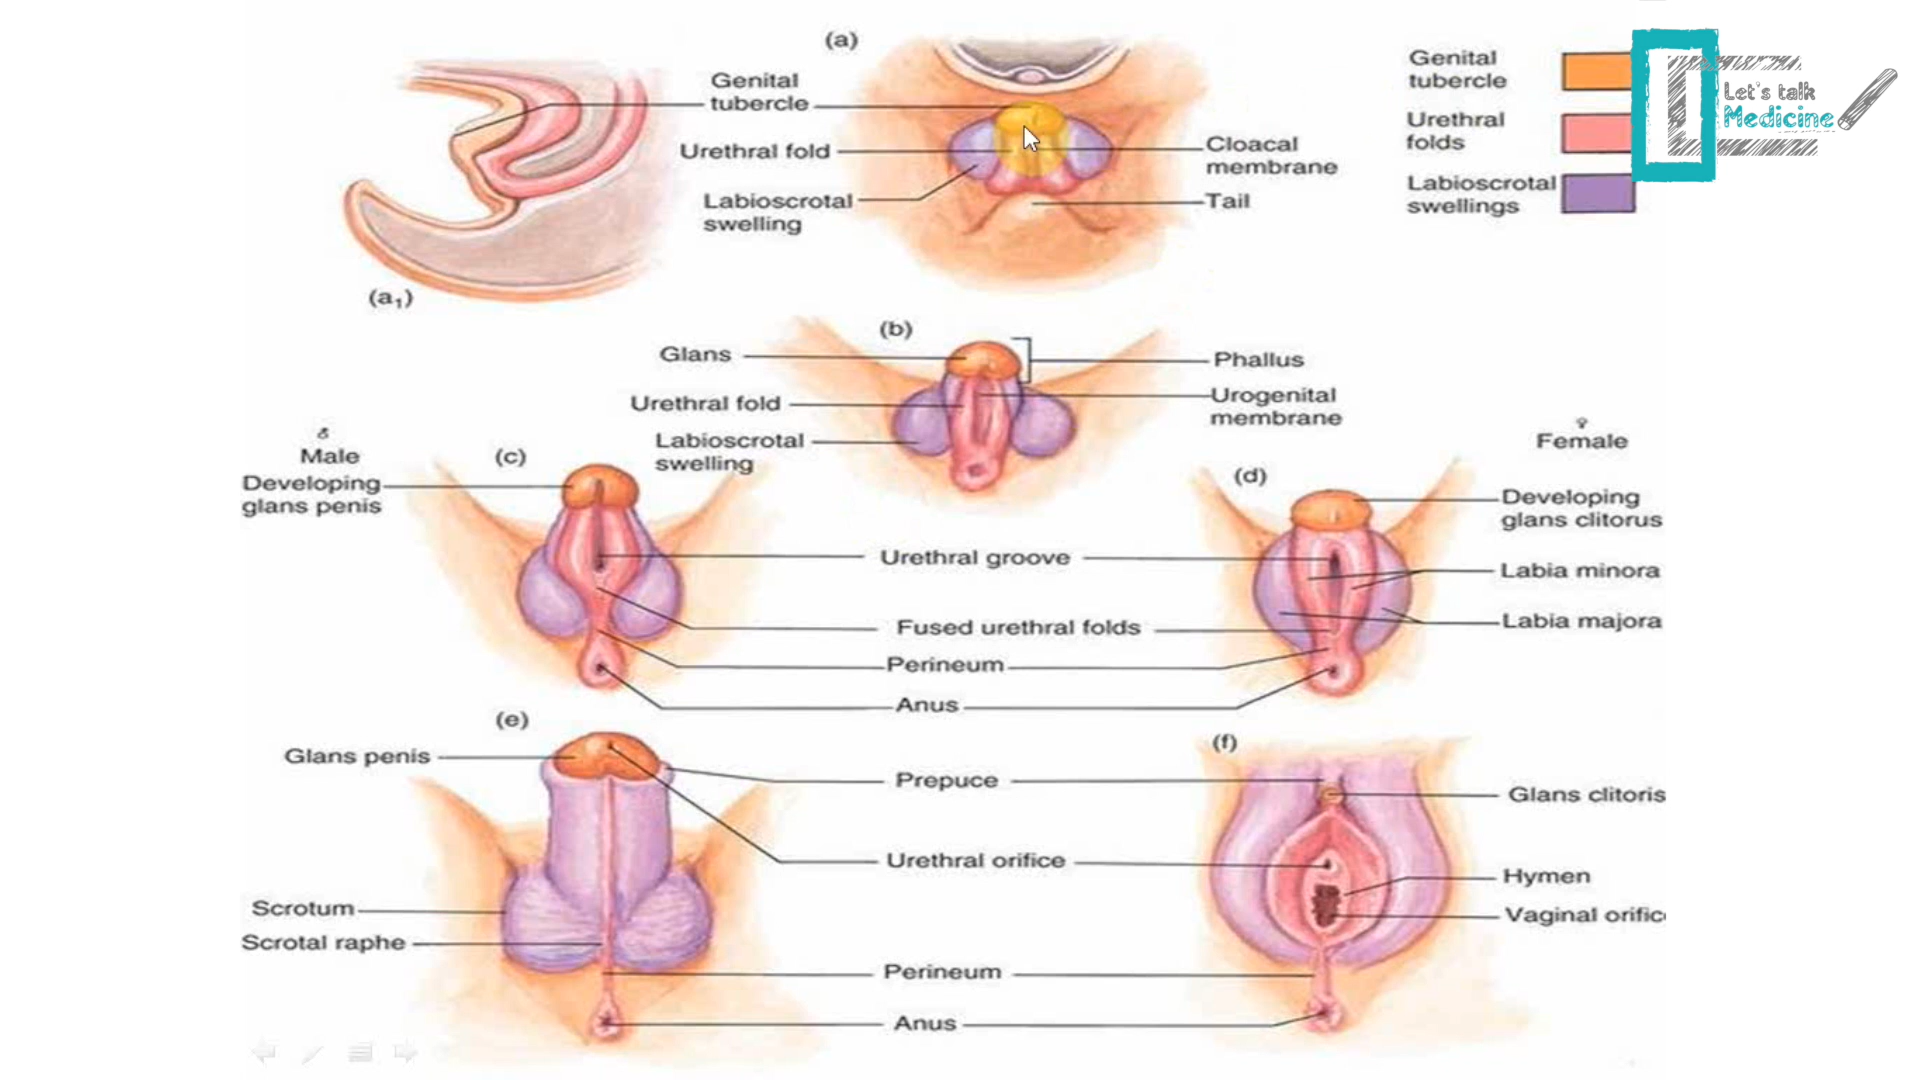 (a)
Genital
tubercle
Urethral fold
Labioscrotal
swelling
Cloacal
membrane
Tail
(a1)
Genital
tubercle
Urethral
folds
Labioscrotal
swellings
Let's talk
Medicine
(b)
Glans
Urethral fold
Labioscrotal
swelling
Phallus
Urogenital
membrane
♂
Male
(c)
Developing
glans penis
♀
Female
(d)
Developing
glans clitorus
Urethral groove
Labia minora
Fused urethral folds
Labia majora
Perineum
Anus
(e)
Glans penis
(f)
Prepuce
Glans clitoris
Urethral orifice
Hymen
Scrotum
Vaginal orific
Scrotal raphe
Perineum
Anus